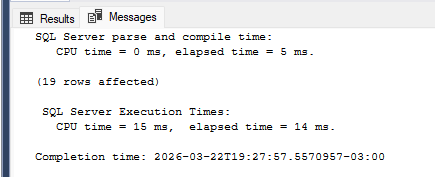 Results Messages
SQL Server parse and compile time:
CPU time = 0 ms, elapsed time = 5 ms.
(19 rows affected)
SQL Server Execution Times:
CPU time = 15 ms,  elapsed time = 14 ms.
Completion time: 2026-03-22T19:27:57.5570957-03:00